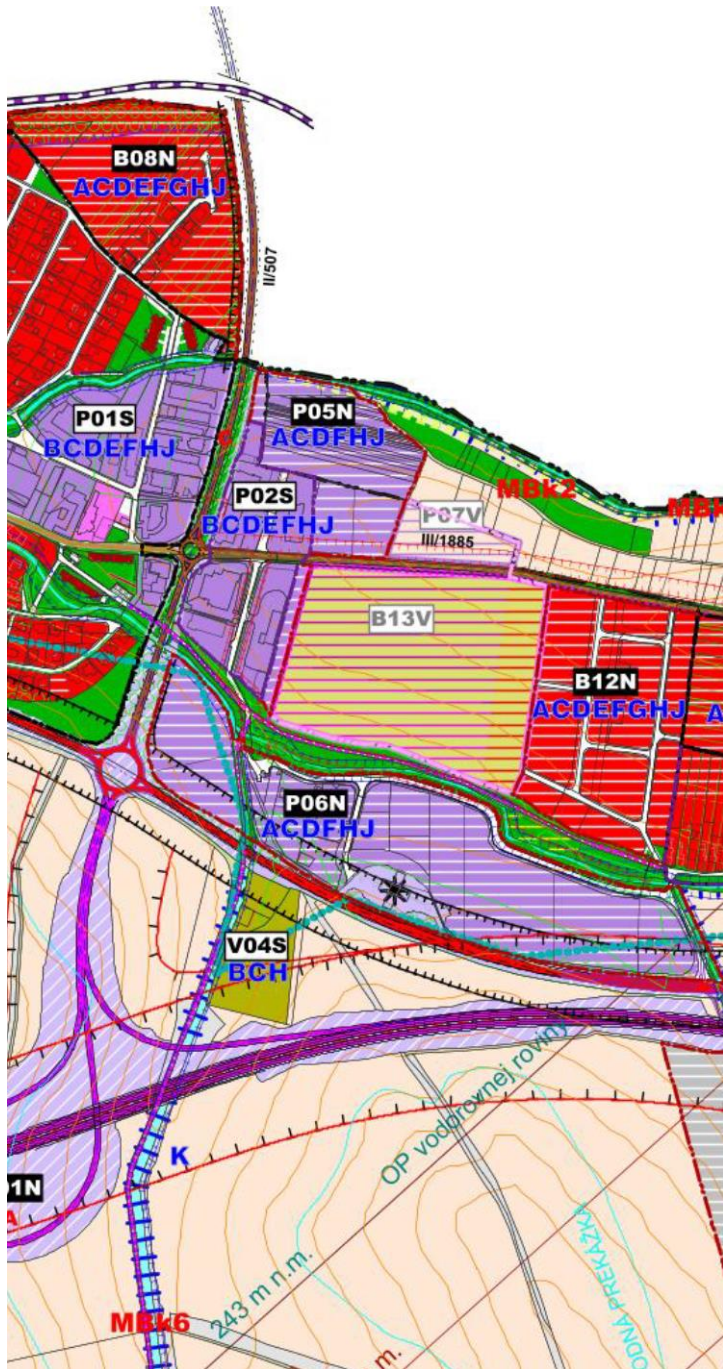 B08N
ACDEFGHJ
II/507
P05N
ACDFHJ
P01S
BCDEFHJ
MBk2
P02S
BCDEFHJ
P07V
III/1885
B13V
B12N
ACDEFGHJ
A
P06N
ACDFHJ
V04S
BCH
OP vodorovnej roviny
K
01N
A
243 m n.m.
MBk6
m.